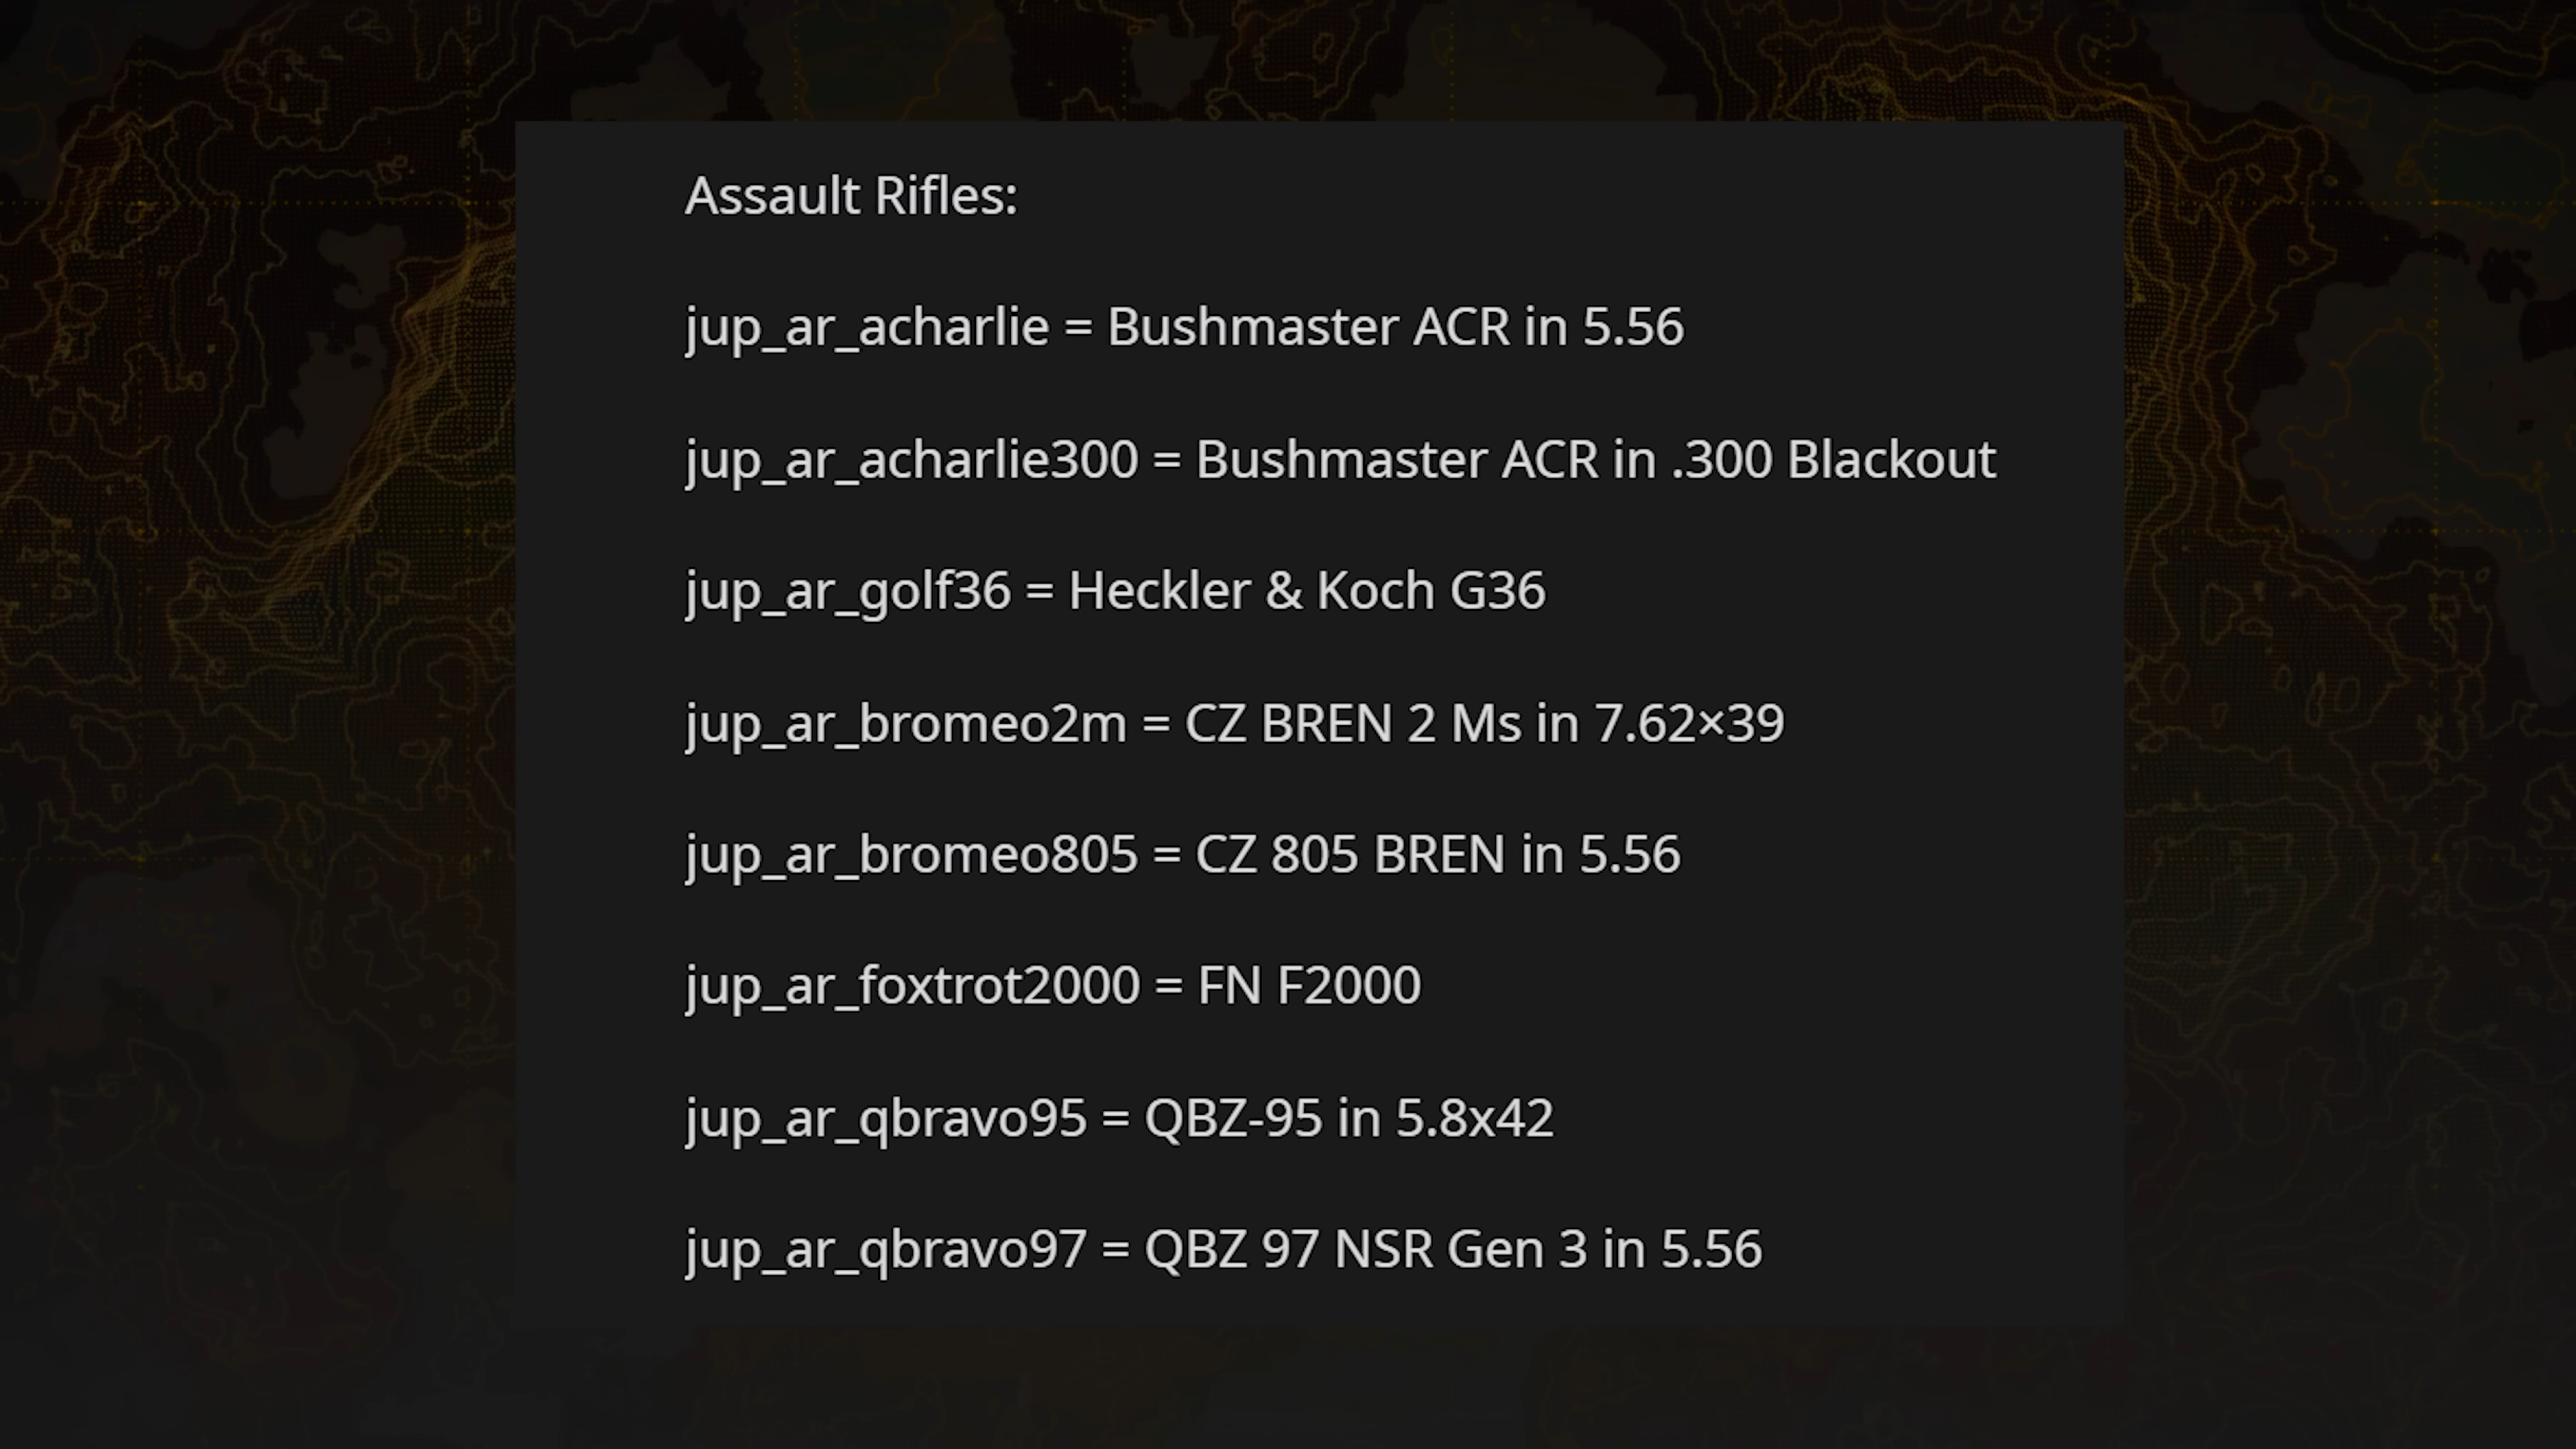 Assault Rifles:
jup_ar_acharlie = Bushmaster ACR in 5.56
jup_ar_acharlie300 = Bushmaster ACR in .300 Blackout
jup_ar_golf36 = Heckler & Koch G36
jup_ar_bromeo2m = CZ BREN 2 Ms in 7.62×39
jup_ar_bromeo805 = CZ 805 BREN in 5.56
jup_ar_foxtrot2000 = FN F2000
jup_ar_qbravo95 = QBZ-95 in 5.8x42
jup_ar_qbravo97 = QBZ 97 NSR Gen 3 in 5.56